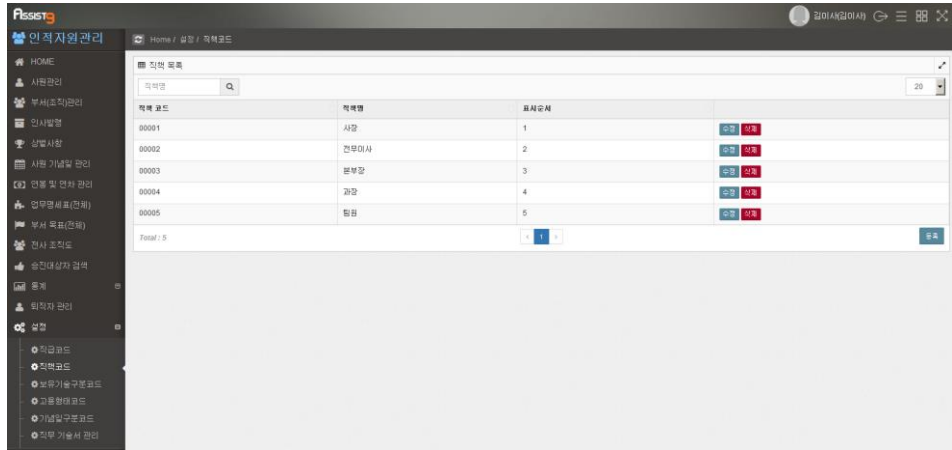 Assist9
김이사(김이사)
인적자원관리
Home / 설정 / 직책코드
HOME
사원관리
부서(조직)관리
인사발령
상벌사항
사원 기념일 관리
연봉 및 연차 관리
업무명세표(전체)
부서 목표(전체)
전사 조직도
승진대상자 검색
통계
퇴직자 관리
설정
직급코드
직책코드
보유기술구분코드
고용형태코드
기념일구분코드
직무 기술서 관리
직책 목록
직책명
20
직책 코드 직책명 표시순서
00001 사장 1 수정 삭제
00002 전무이사 2 수정 삭제
00003 본부장 3 수정 삭제
00004 과장 4 수정 삭제
00005 팀원 5 수정 삭제
Total : 5 1 등록